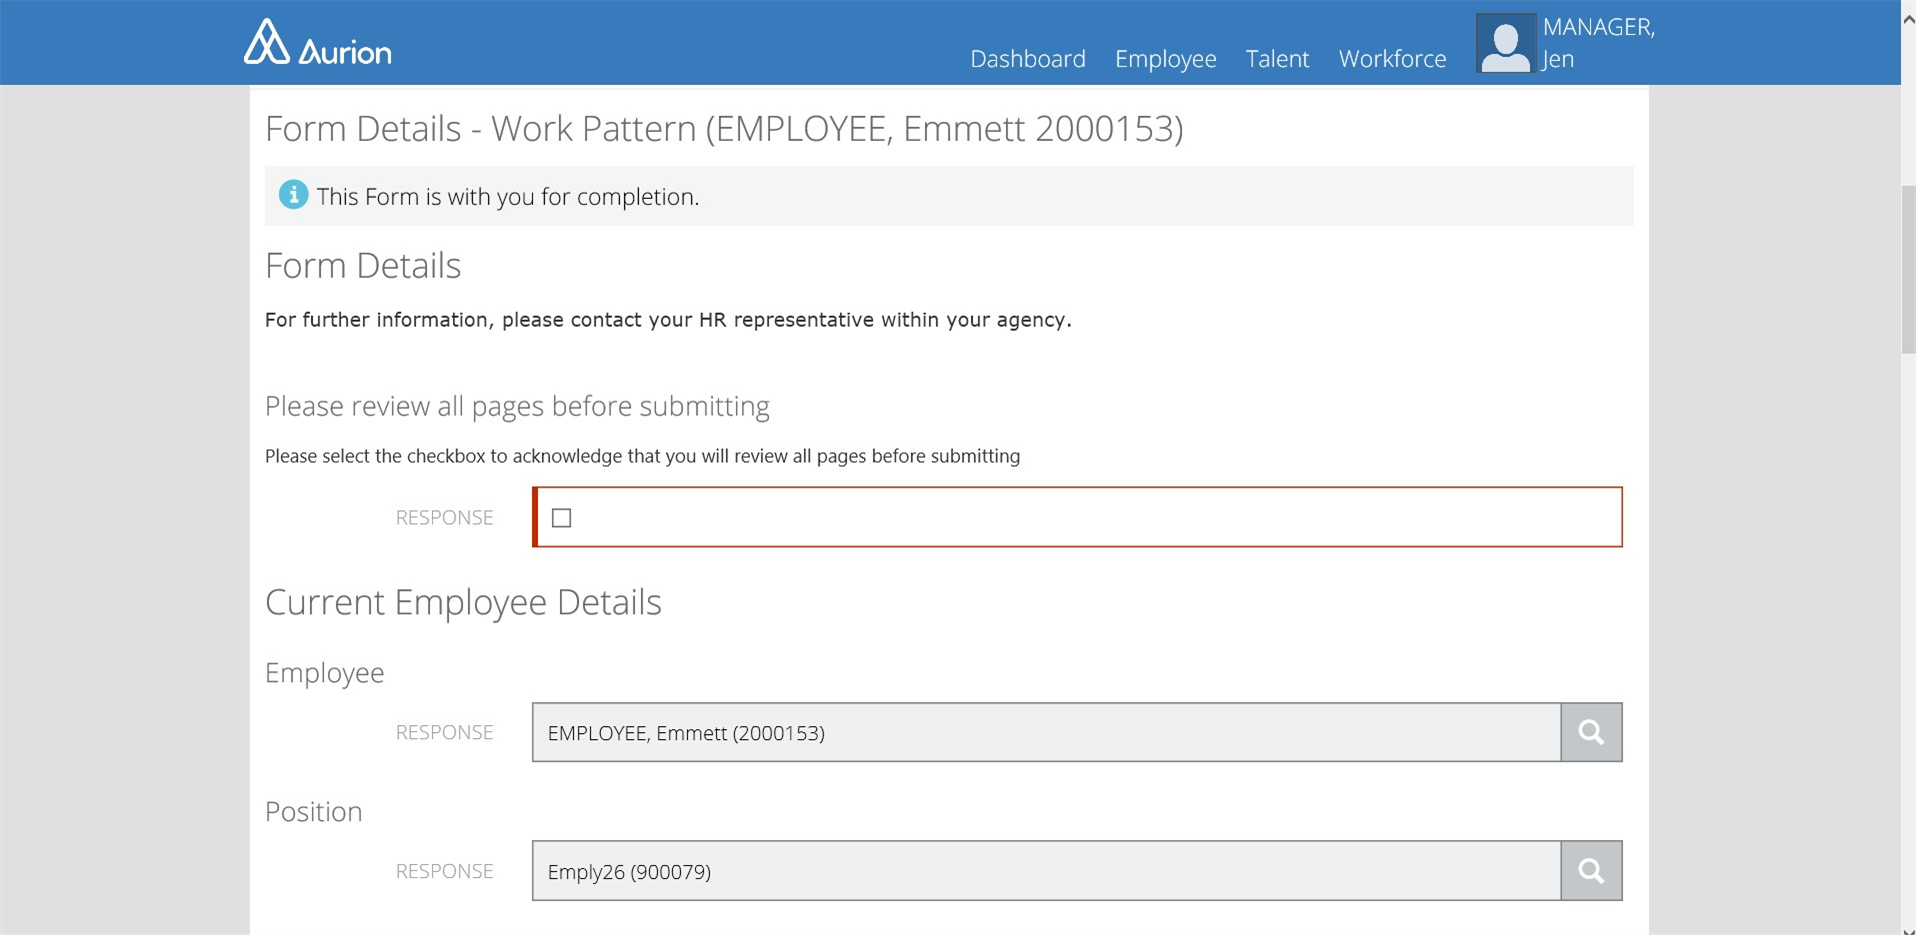 Aurion
Dashboard Employee Talent Workforce
MANAGER,
Jen
Form Details - Work Pattern (EMPLOYEE, Emmett 2000153)
This Form is with you for completion.
Form Details
For further information, please contact your HR representative within your agency.
Please review all pages before submitting
Please select the checkbox to acknowledge that you will review all pages before submitting
RESPONSE
Current Employee Details
Employee
RESPONSE EMPLOYEE, Emmett (2000153)
Position
RESPONSE Emply26 (900079)